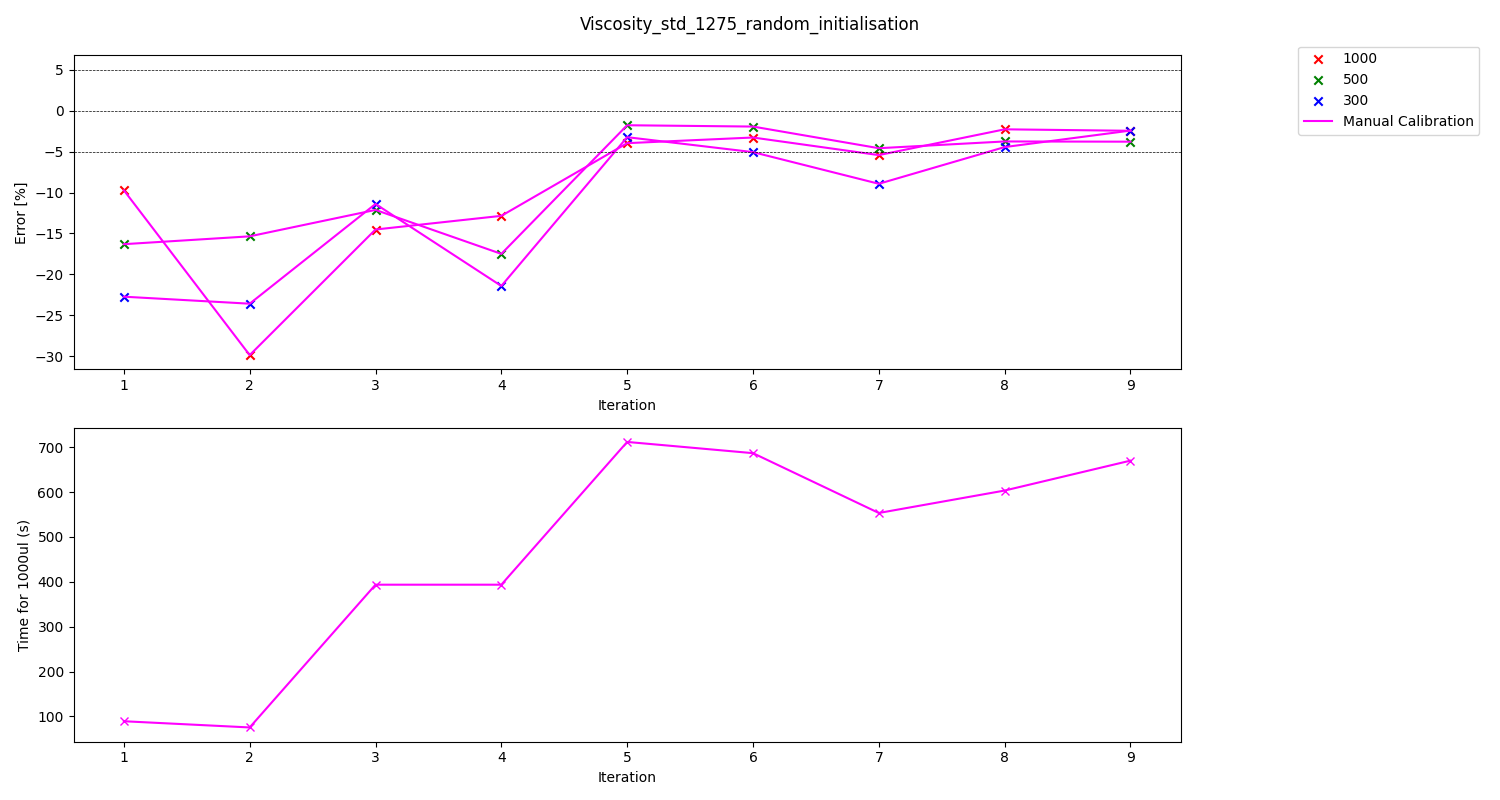 Viscosity_std_1275_random_initialisation
1000
500
300
Manual Calibration
Error [%]
5
0
−5
−10
−15
−20
−25
−30
1 2 3 4 5 6 7 8 9
Iteration
Time for 1000ul (s)
700
600
500
400
300
200
100
1 2 3 4 5 6 7 8 9
Iteration